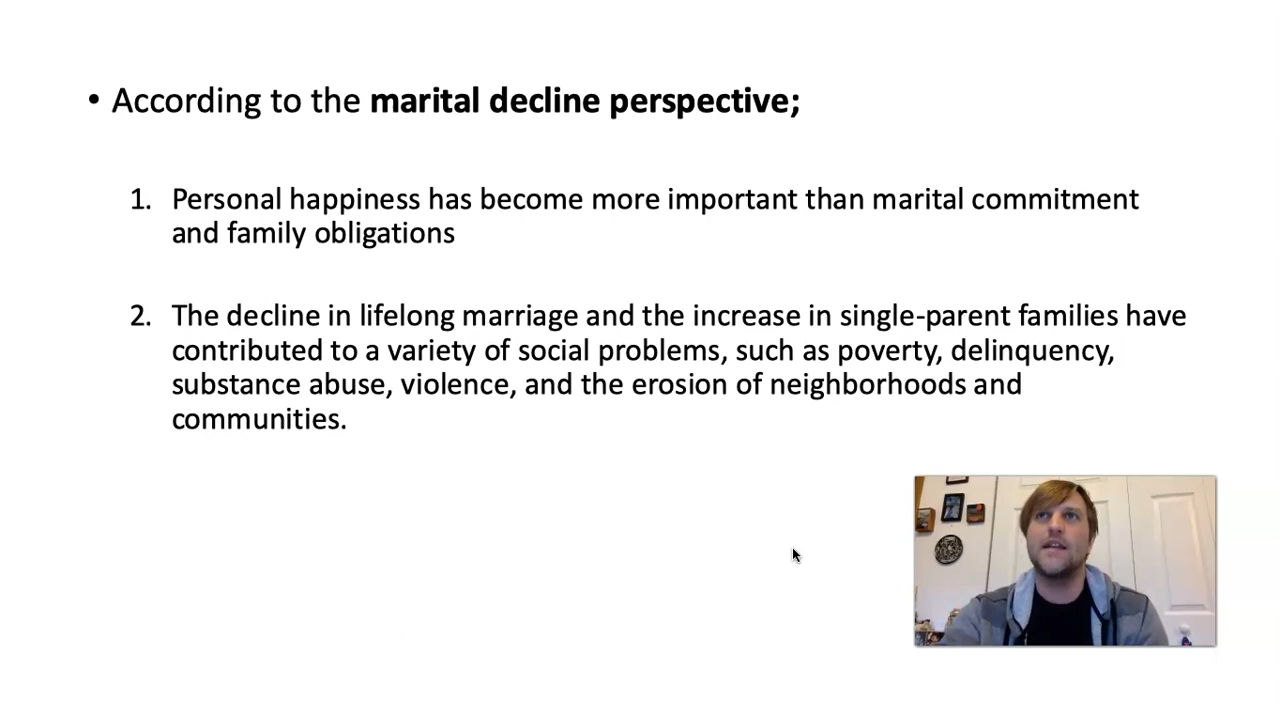 • According to the marital decline perspective;
1. Personal happiness has become more important than marital commitment
and family obligations
2. The decline in lifelong marriage and the increase in single-parent families have
contributed to a variety of social problems, such as poverty, delinquency,
substance abuse, violence, and the erosion of neighborhoods and
communities.